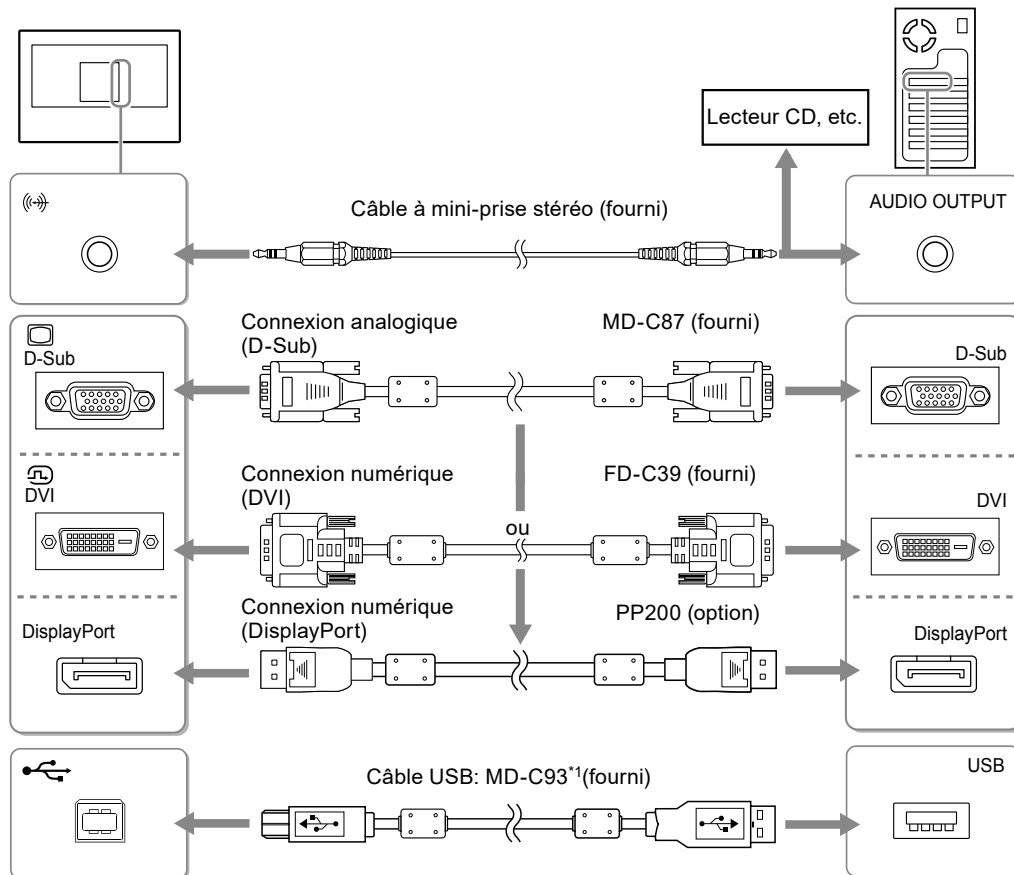 Lecteur CD, etc.
AUDIO OUTPUT
Câble à mini-prise stéréo (fourni)
D-Sub
Connexion analogique
(D-Sub)
MD-C87 (fourni)
D-Sub
DVI
Connexion numérique
(DVI)
FD-C39 (fourni)
DVI
ou
DisplayPort
Connexion numérique
(DisplayPort)
PP200 (option)
DisplayPort
Câble USB: MD-C93*1(fourni)
USB